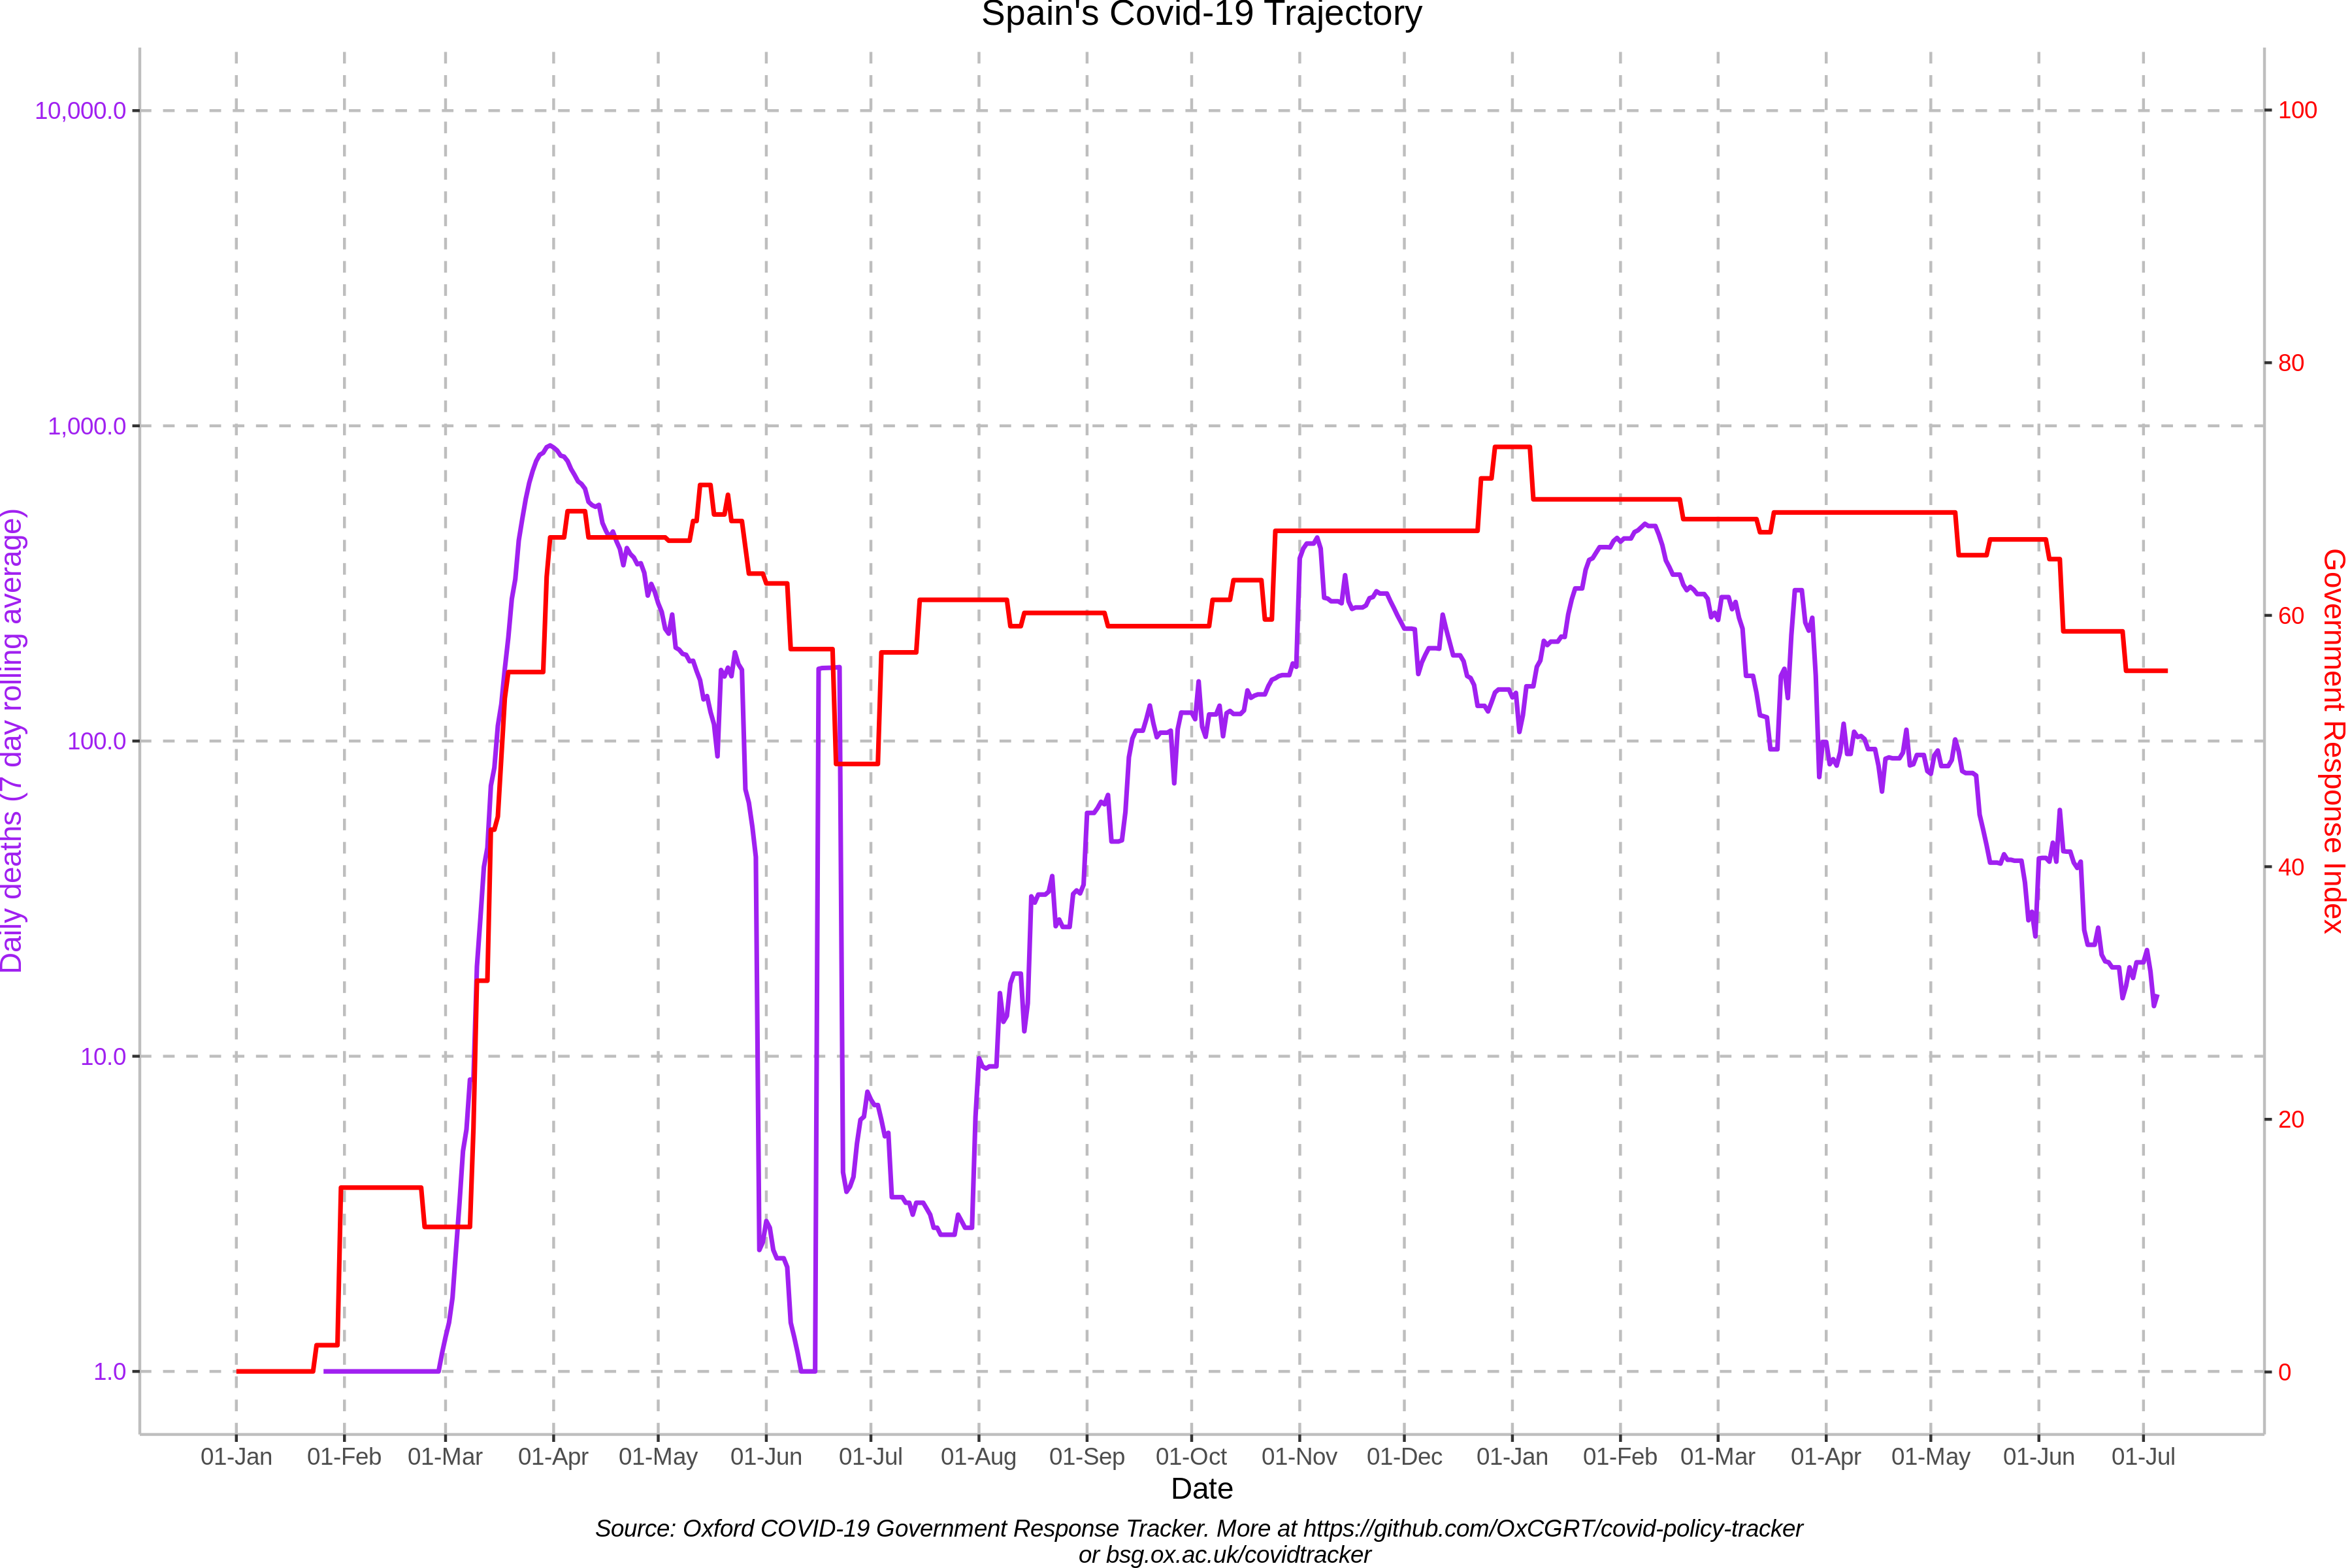 Spain's Covid-19 Trajectory
10,000.0
1,000.0
100.0
10.0
1.0
Daily deaths (7 day rolling average)
100
80
60
40
20
0
Government Response Index
01-Jan 01-Feb 01-Mar 01-Apr 01-May 01-Jun 01-Jul 01-Aug 01-Sep 01-Oct 01-Nov 01-Dec 01-Jan 01-Feb 01-Mar 01-Apr 01-May 01-Jun 01-Jul
Date
Source: Oxford COVID-19 Government Response Tracker. More at https://github.com/OxCGRT/covid-policy-tracker
or bsg.ox.ac.uk/covidtracker